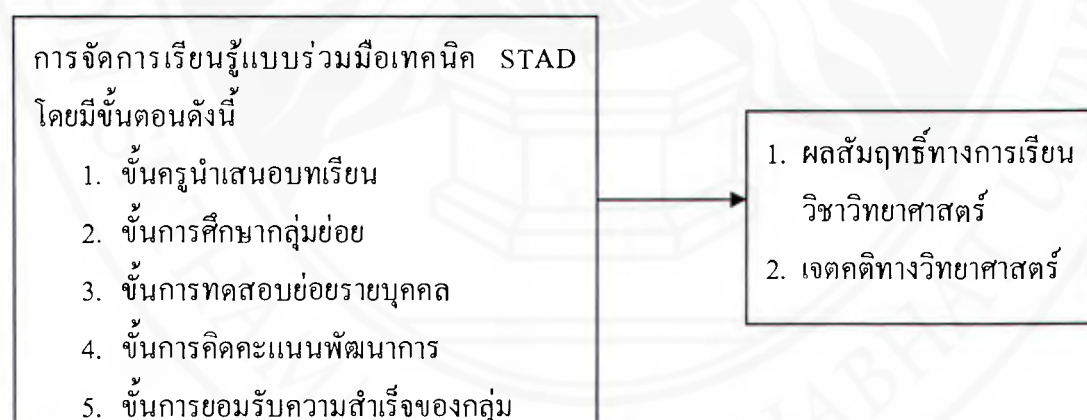 การจัดการเรียนรู้แบบร่วมมือเทคนิค STAD
โดยมีขั้นตอนดังนี้
1. ขั้นครูนำเสนอบทเรียน
2. ขั้นการศึกษากลุ่มย่อย
3. ขั้นการทดสอบย่อยรายบุคคล
4. ขั้นการคิดคะแนนพัฒนาการ
5. ขั้นการยอมรับความสำเร็จของกลุ่ม
1. ผลสัมฤทธิ์ทางการเรียน
วิชาวิทยาศาสตร์
2. เจตคติทางวิทยาศาสตร์